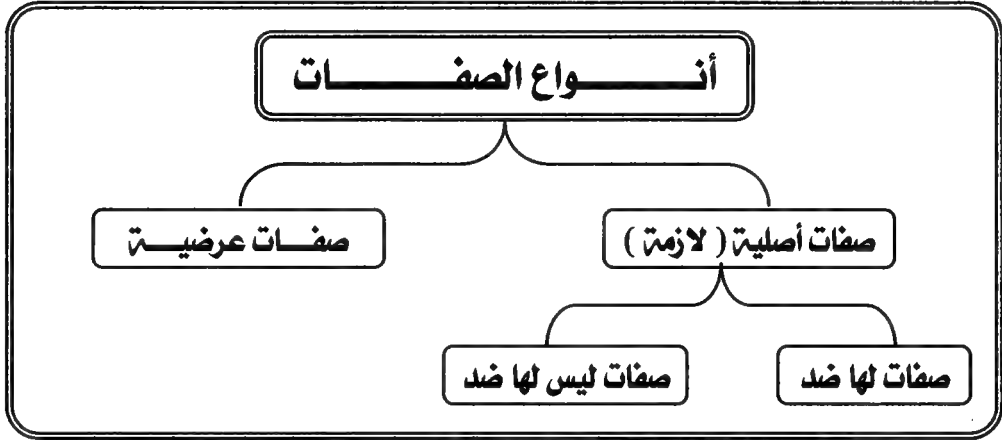 أنواع الصفات
صفات أصلية ( لازمة )
صفات عرضية
صفات لها ضد
صفات ليس لها ضد